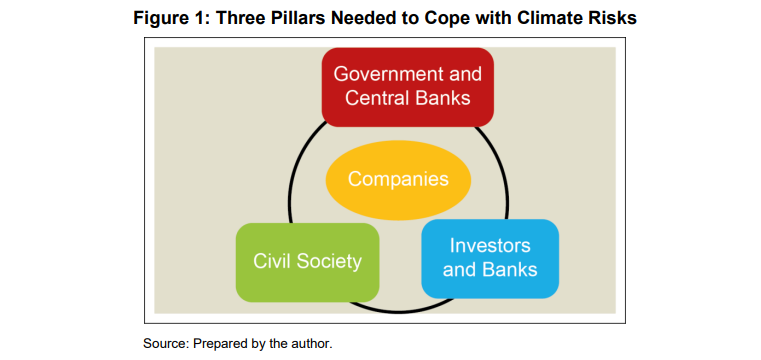 Figure 1: Three Pillars Needed to Cope with Climate Risks
Government and
Central Banks
Companies
Civil Society
Investors
and Banks
Source: Prepared by the author.